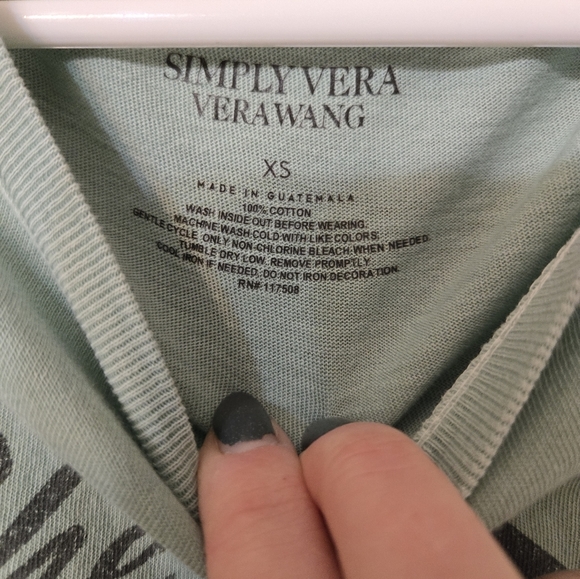 SIMPLY VERA
VERA WANG
XS
MADE IN GUATEMALA
100% COTTON
WASH INSIDE OUT BEFORE WEARING.
MACHINE WASH COLD WITH LIKE COLORS.
GENTLE CYCLE. ONLY NON-CHLORINE BLEACH, WHEN NEEDED.
TUMBLE DRY LOW. REMOVE PROMPTLY.
COOL IRON IF NEEDED. DO NOT IRON DECORATION.
RN# 117508